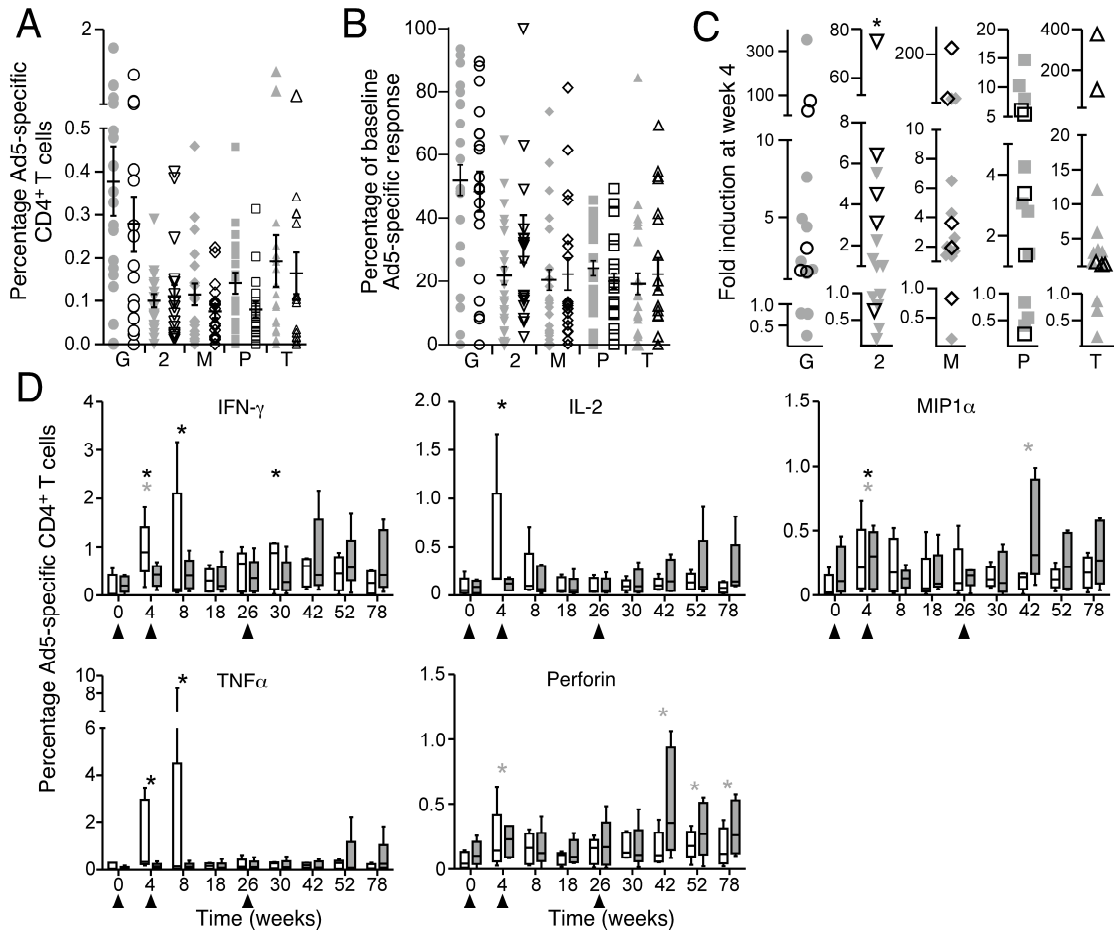 A
Percentage Ad5-specific
CD4⁺ T cells
2
1
0.5
0.4
0.3
0.2
0.1
0.0
G 2 M P T
B
Percentage of baseline
Ad5-specific response
100
80
60
40
20
0
G 2 M P T
C
Fold induction at week 4
300
100
10
5
1.0
0.5
G
*
80
60
8
6
4
2
1.0
0.0
2
200
10
8
6
4
2
1.0
0.0
M
20
15
10
5
4
2
1.0
0.5
P
400
200
20
15
10
5
1.0
0.5
T
D
Percentage Ad5-specific CD4⁺ T cells
IFN-γ
4
3
2
1
0
* * * *
0 4 8 18 26 30 42 52 78
IL-2
2.0
1.5
1.0
0.5
0.0
*
0 4 8 18 26 30 42 52 78
MIP1α
1.5
1.0
0.5
0
* * *
0 4 8 18 26 30 42 52 78
TNFα
10
8
6
4
2
0
* *
0 4 8 18 26 30 42 52 78
Time (weeks)
Perforin
1.5
1.0
0.5
0
* * * *
0 4 8 18 26 30 42 52 78
Time (weeks)